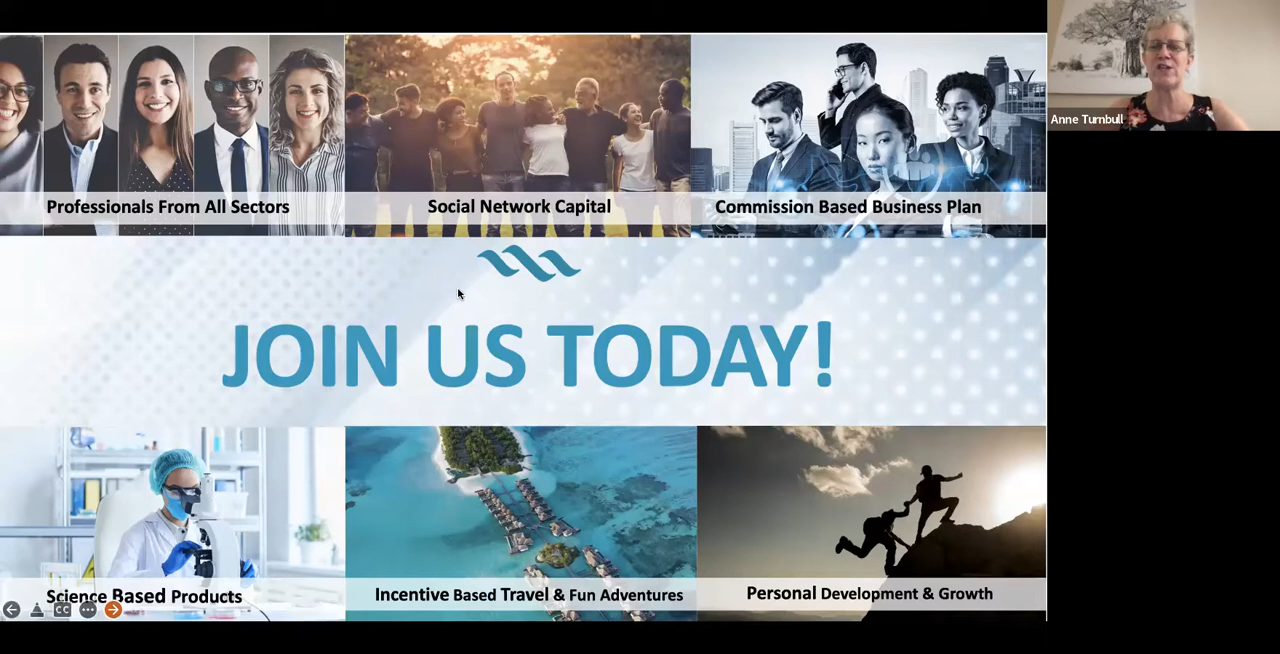 Anne Turnbull
Professionals From All Sectors
Social Network Capital
Commission Based Business Plan
JOIN US TODAY!
Science Based Products
Incentive Based Travel & Fun Adventures
Personal Development & Growth
CC